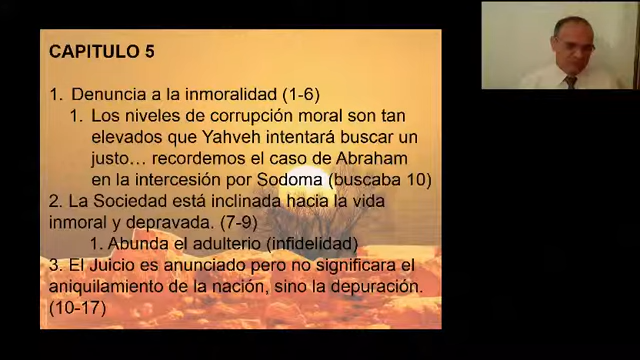 CAPITULO 5
1. Denuncia a la inmoralidad (1-6)
1. Los niveles de corrupción moral son tan
elevados que Yahveh intentará buscar un
justo… recordemos el caso de Abraham
en la intercesión por Sodoma (buscaba 10)
2. La Sociedad está inclinada hacia la vida
inmoral y depravada. (7-9)
1. Abunda el adulterio (infidelidad)
3. El Juicio es anunciado pero no significara el
aniquilamiento de la nación, sino la depuración.
(10-17)